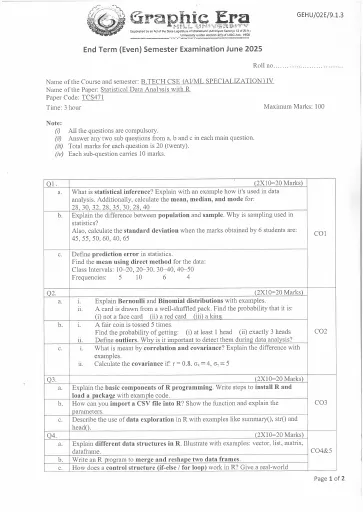 GEHU/02E/9.1.3
Graphic Era
HILL UNIVERSITY
End Term (Even) Semester Examination June 2025
Roll no
Name of the Course and semester: B.TECH CSE (AI/ML SPECIALIZATION) IV
Name of the Paper: Statistical Data Analysis with R
Paper Code: TCS471
Time: 3 hour Maximum Marks: 100
Note:
(i) All the questions are compulsory.
(ii) Answer any two sub questions from a, b and c in each main question.
(iii) Total marks for each question is 20 (twenty).
(iv) Each sub-question carries 10 marks.
Q1. (2X10=20 Marks)
a. What is statistical inference? Explain with an example how it's used in data
analysis. Additionally, calculate the mean, median, and mode for:
28, 30, 32, 28, 35, 30, 28, 40
b. Explain the difference between population and sample. Why is sampling used in
statistics?
Also, calculate the standard deviation when the marks obtained by 6 students are:
45, 55, 50, 60, 40, 65
CO1
c. Define prediction error in statistics.
Find the mean using direct method for the data:
Class Intervals: 10-20, 20-30, 30-40, 40-50
Frequencies: 5 10 6 4
Q2. (2X10=20 Marks)
a. i. Explain Bernoulli and Binomial distributions with examples.
ii. A card is drawn from a well-shuffled pack. Find the probability that it is
(i) not a face card (ii) a red card (iii) a king
b. i. A fair coin is tossed 5 times
Find the probability of getting: (i) at least 1 head (ii) exactly 3 heads
ii. Define outliers. Why is it important to detect them during data analysis?
CO2
c. i. What is meant by correlation and covariance? Explain the difference with
examples.
ii. Calculate the covariance if r = 0.8, σₓ = 4, σᵧ = 5
Q3. (2X10=20 Marks)
a. Explain the basic components of R programming. Write steps to install R and
load a package with example code.
b. How can you import a CSV file into R? Show the function and explain the
parameters.
CO3
c. Describe the use of data exploration in R with examples like summary(), str() and
head().
Q4. (2X10=20 Marks)
a. Explain different data structures in R. Illustrate with examples: vector, list, matrix,
dataframe.
CO4&5
b. Write an R program to merge and reshape two data frames
c. How does a control structure (if-else / for loop) work in R? Give a real-world
Page 1 of 2